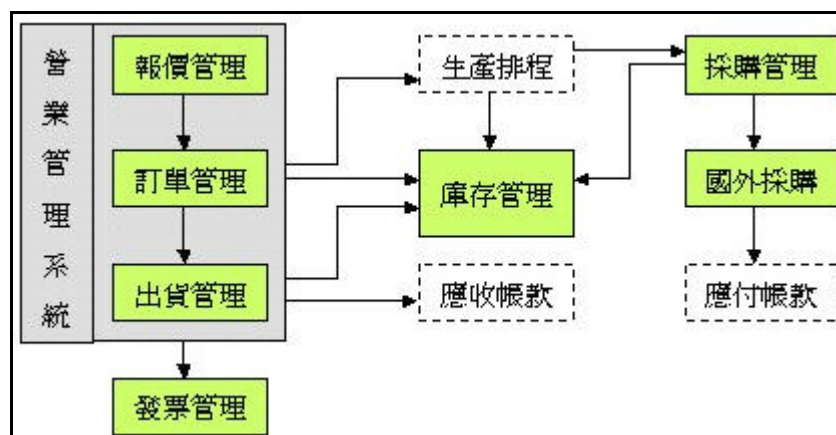 營業管理系統
報價管理
生產排程
採購管理
訂單管理
庫存管理
國外採購
出貨管理
應收帳款
應付帳款
發票管理